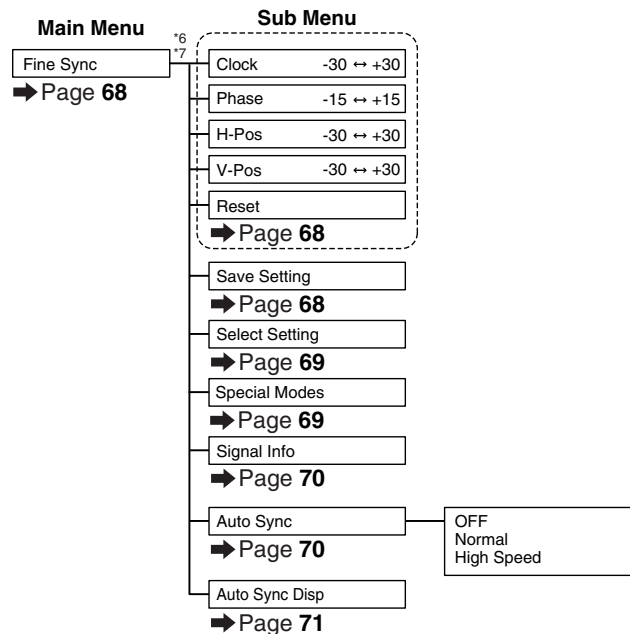 Main Menu
Sub Menu
*6
*7
Fine Sync
➡ Page 68
Clock -30 ↔ +30
Phase -15 ↔ +15
H-Pos -30 ↔ +30
V-Pos -30 ↔ +30
Reset
➡ Page 68
Save Setting
➡ Page 68
Select Setting
➡ Page 69
Special Modes
➡ Page 69
Signal Info
➡ Page 70
Auto Sync
➡ Page 70
OFF
Normal
High Speed
Auto Sync Disp
➡ Page 71